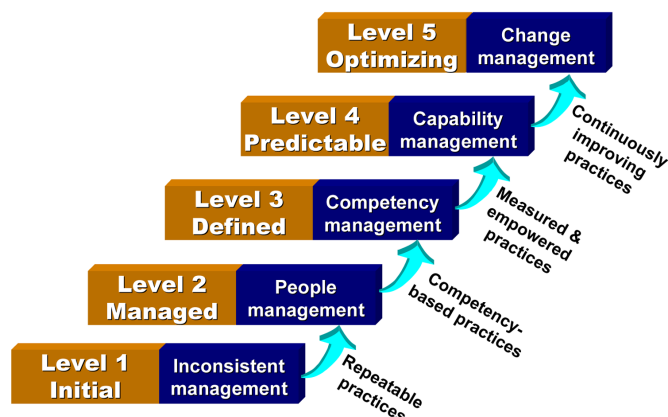 Level 5
Optimizing
Change
management
Level 4
Predictable
Capability
management
Continuously
improving
practices
Level 3
Defined
Competency
management
Measured &
empowered
practices
Level 2
Managed
People
management
Competency-
based practices
Level 1
Initial
Inconsistent
management
Repeatable
practices